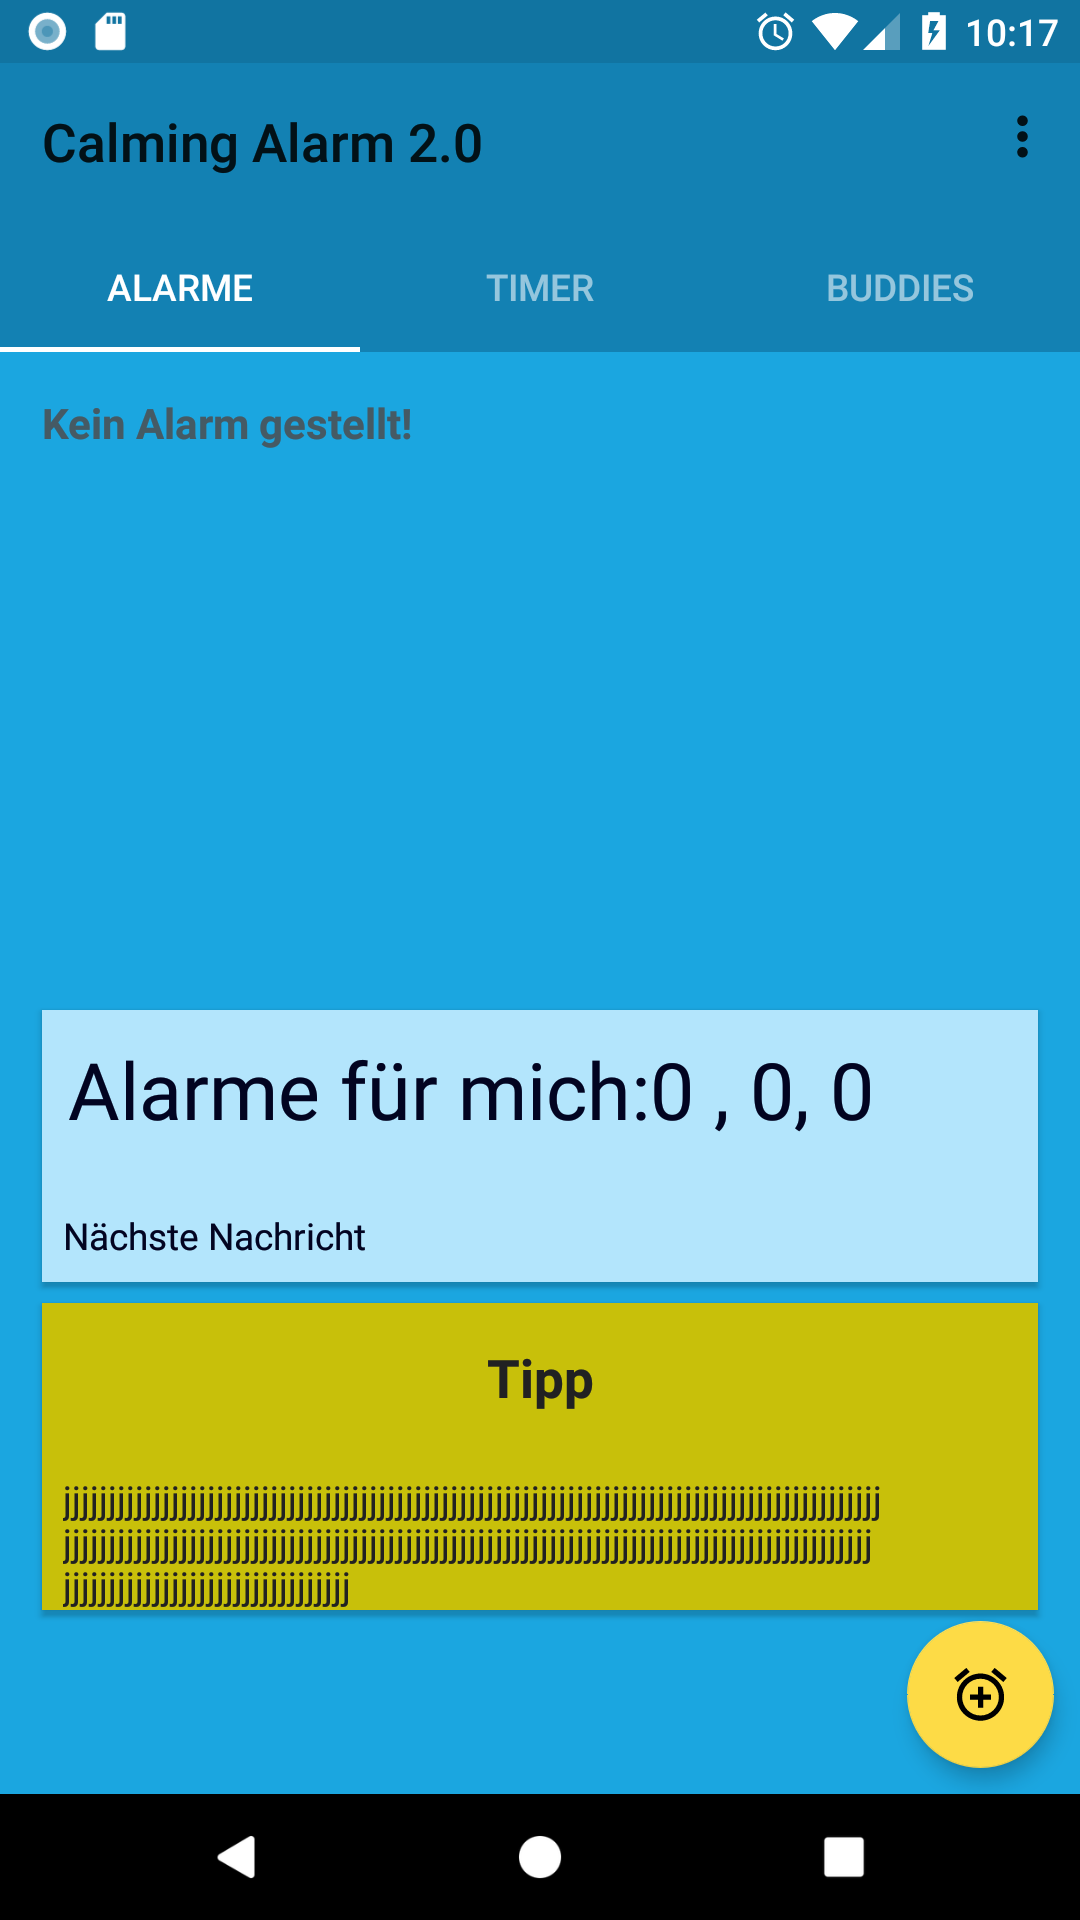 10:17
Calming Alarm 2.0
ALARME
TIMER
BUDDIES
Kein Alarm gestellt!
Alarme für mich:0 , 0, 0
Nächste Nachricht
Tipp